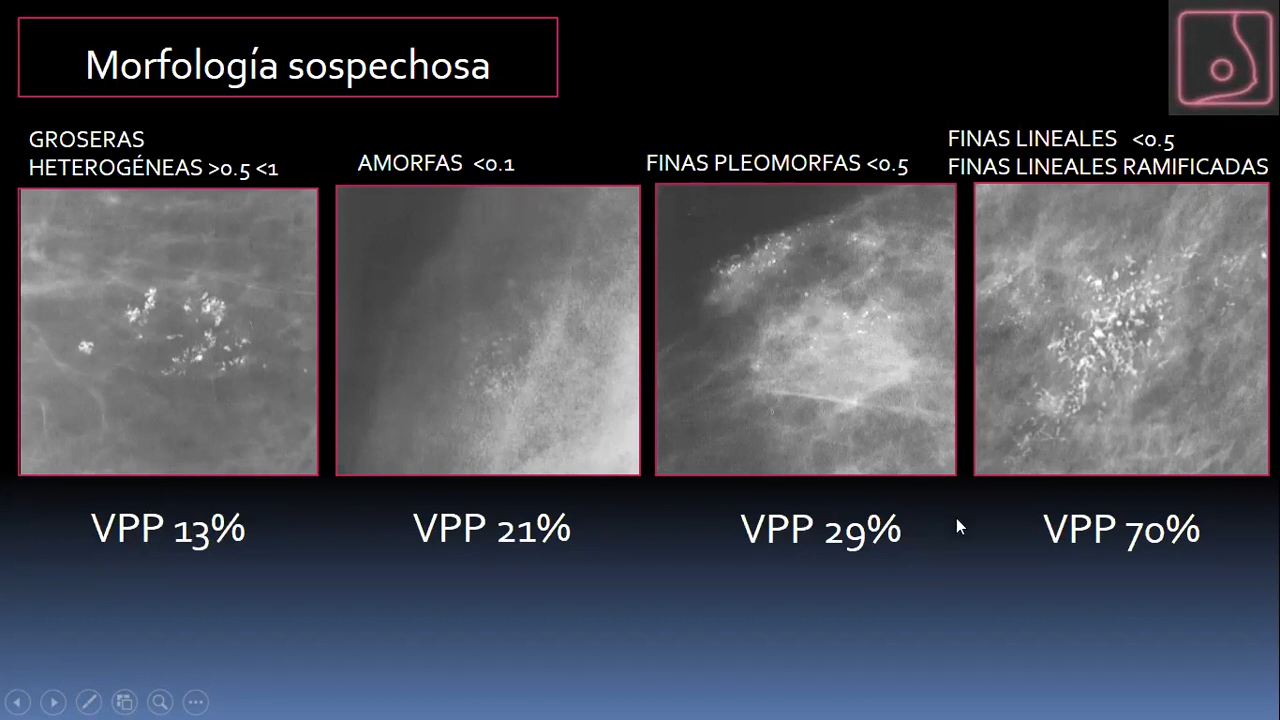 Morfología sospechosa
GROSERAS
HETEROGÉNEAS >0.5 <1
AMORFAS <0.1
FINAS PLEOMORFAS <0.5
FINAS LINEALES <0.5
FINAS LINEALES RAMIFICADAS
VPP 13%
VPP 21%
VPP 29%
VPP 70%